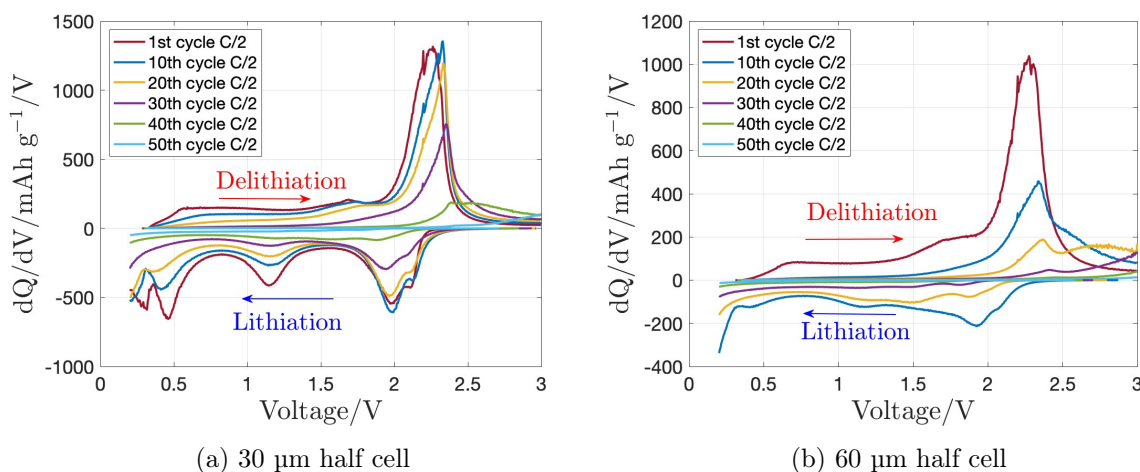 1500
1000
500
0
-500
-1000
dQ/dV/mAh g⁻¹/V
1st cycle C/2
10th cycle C/2
20th cycle C/2
30th cycle C/2
40th cycle C/2
50th cycle C/2
Delithiation
Lithiation
0 0.5 1 1.5 2 2.5 3
Voltage/V
(a) 30 µm half cell
1200
1000
800
600
400
200
0
-200
-400
dQ/dV/mAh g⁻¹/V
1st cycle C/2
10th cycle C/2
20th cycle C/2
30th cycle C/2
40th cycle C/2
50th cycle C/2
Delithiation
Lithiation
0 0.5 1 1.5 2 2.5 3
Voltage/V
(b) 60 µm half cell